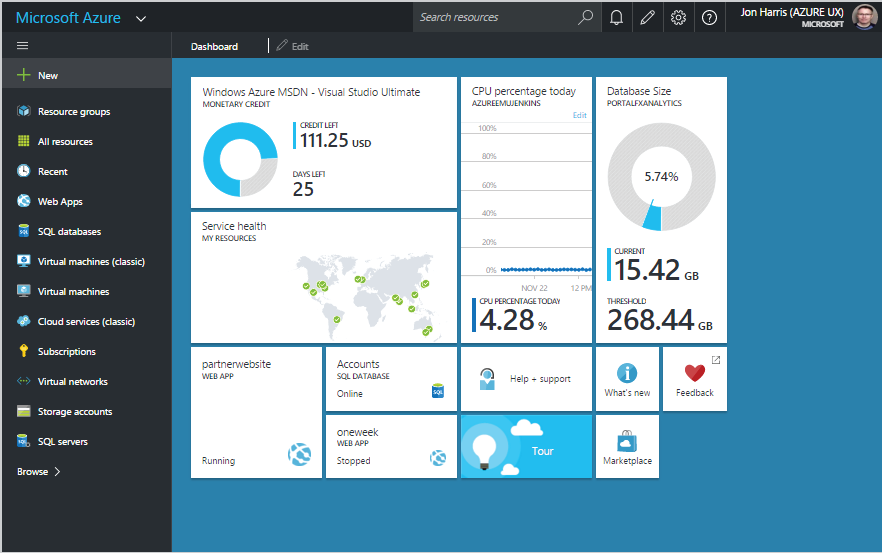 Microsoft Azure
Search resources
Jon Harris (AZURE UX)
MICROSOFT
Dashboard
Edit
New
Resource groups
All resources
Recent
Web Apps
SQL databases
Virtual machines (classic)
Virtual machines
Cloud services (classic)
Subscriptions
Virtual networks
Storage accounts
SQL servers
Browse
Windows Azure MSDN - Visual Studio Ultimate
MONETARY CREDIT
CREDIT LEFT
111.25 USD
DAYS LEFT
25
Service health
MY RESOURCES
CPU percentage today
AZUREEMUJENKINS
Edit
100%
80%
60%
40%
20%
0%
NOV 22
12 PM
CPU PERCENTAGE TODAY
4.28 %
Database Size
PORTALFXANALYTICS
5.74%
CURRENT
15.42 GB
THRESHOLD
268.44 GB
partnerwebsite
WEB APP
Running
Accounts
SQL DATABASE
Online
SQL
oneweek
WEB APP
Stopped
Help + support
Tour
What's new
Feedback
Marketplace